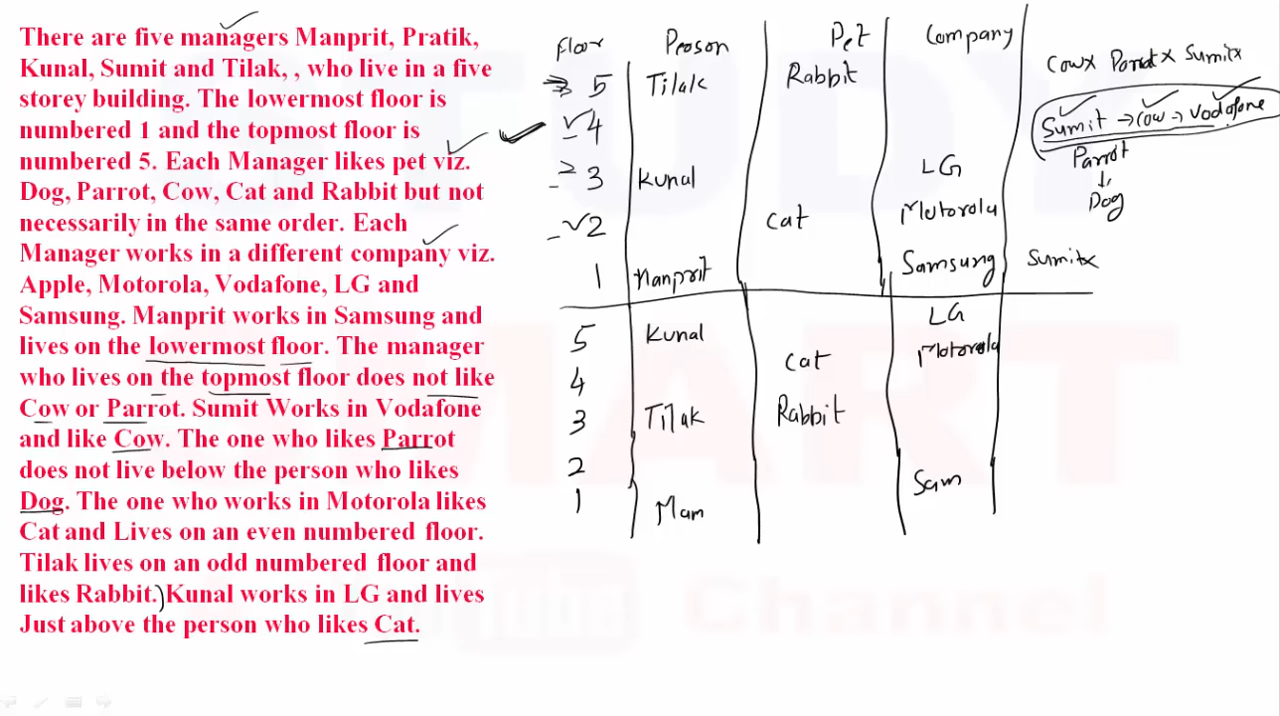 There are five managers Manprit, Pratik,
Kunal, Sumit and Tilak, , who live in a five
storey building. The lowermost floor is
numbered 1 and the topmost floor is
numbered 5. Each Manager likes pet viz.
Dog, Parrot, Cow, Cat and Rabbit but not
necessarily in the same order. Each
Manager works in a different company viz.
Apple, Motorola, Vodafone, LG and
Samsung. Manprit works in Samsung and
lives on the lowermost floor. The manager
who lives on the topmost floor does not like
Cow or Parrot. Sumit Works in Vodafone
and like Cow. The one who likes Parrot
does not live below the person who likes
Dog. The one who works in Motorola likes
Cat and Lives on an even numbered floor.
Tilak lives on an odd numbered floor and
likes Rabbit.) Kunal works in LG and lives
Just above the person who likes Cat.
Floor Person Pet Company
5 Tilak Rabbit
4
3 Kunal LG
2 Cat Motorola
1 Manprit Samsung Sumitx
5 Kunal LG
4 Cat Motorola
3 Tilak Rabbit
2
1 Mam Sam
Cowx Parrotx Sumitx
Sumit → Cow → Vodafone
Parrot
↓
Dog
STUDY
SMART
YouTube Channel